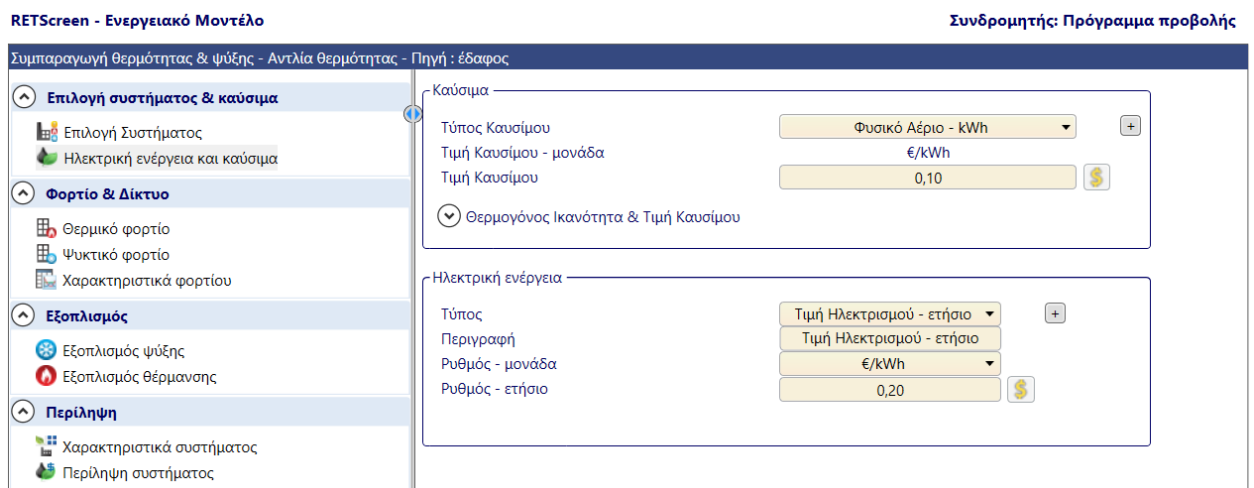 RETScreen - Ενεργειακό Μοντέλο
Συνδρομητής: Πρόγραμμα προβολής
Συμπαραγωγή θερμότητας & ψύξης - Αντλία θερμότητας - Πηγή : έδαφος
Επιλογή συστήματος & καύσιμα
Επιλογή Συστήματος
Ηλεκτρική ενέργεια και καύσιμα
Φορτίο & Δίκτυο
Θερμικό φορτίο
Ψυκτικό φορτίο
Χαρακτηριστικά φορτίου
Εξοπλισμός
Εξοπλισμός ψύξης
Εξοπλισμός θέρμανσης
Περίληψη
Χαρακτηριστικά συστήματος
Περίληψη συστήματος
Καύσιμα
Τύπος Καυσίμου Φυσικό Αέριο - kWh +
Τιμή Καυσίμου - μονάδα €/kWh
Τιμή Καυσίμου 0,10 $
Θερμογόνος Ικανότητα & Τιμή Καυσίμου
Ηλεκτρική ενέργεια
Τύπος Τιμή Ηλεκτρισμού - ετήσιο +
Περιγραφή Τιμή Ηλεκτρισμού - ετήσιο
Ρυθμός - μονάδα €/kWh
Ρυθμός - ετήσιο 0,20 $